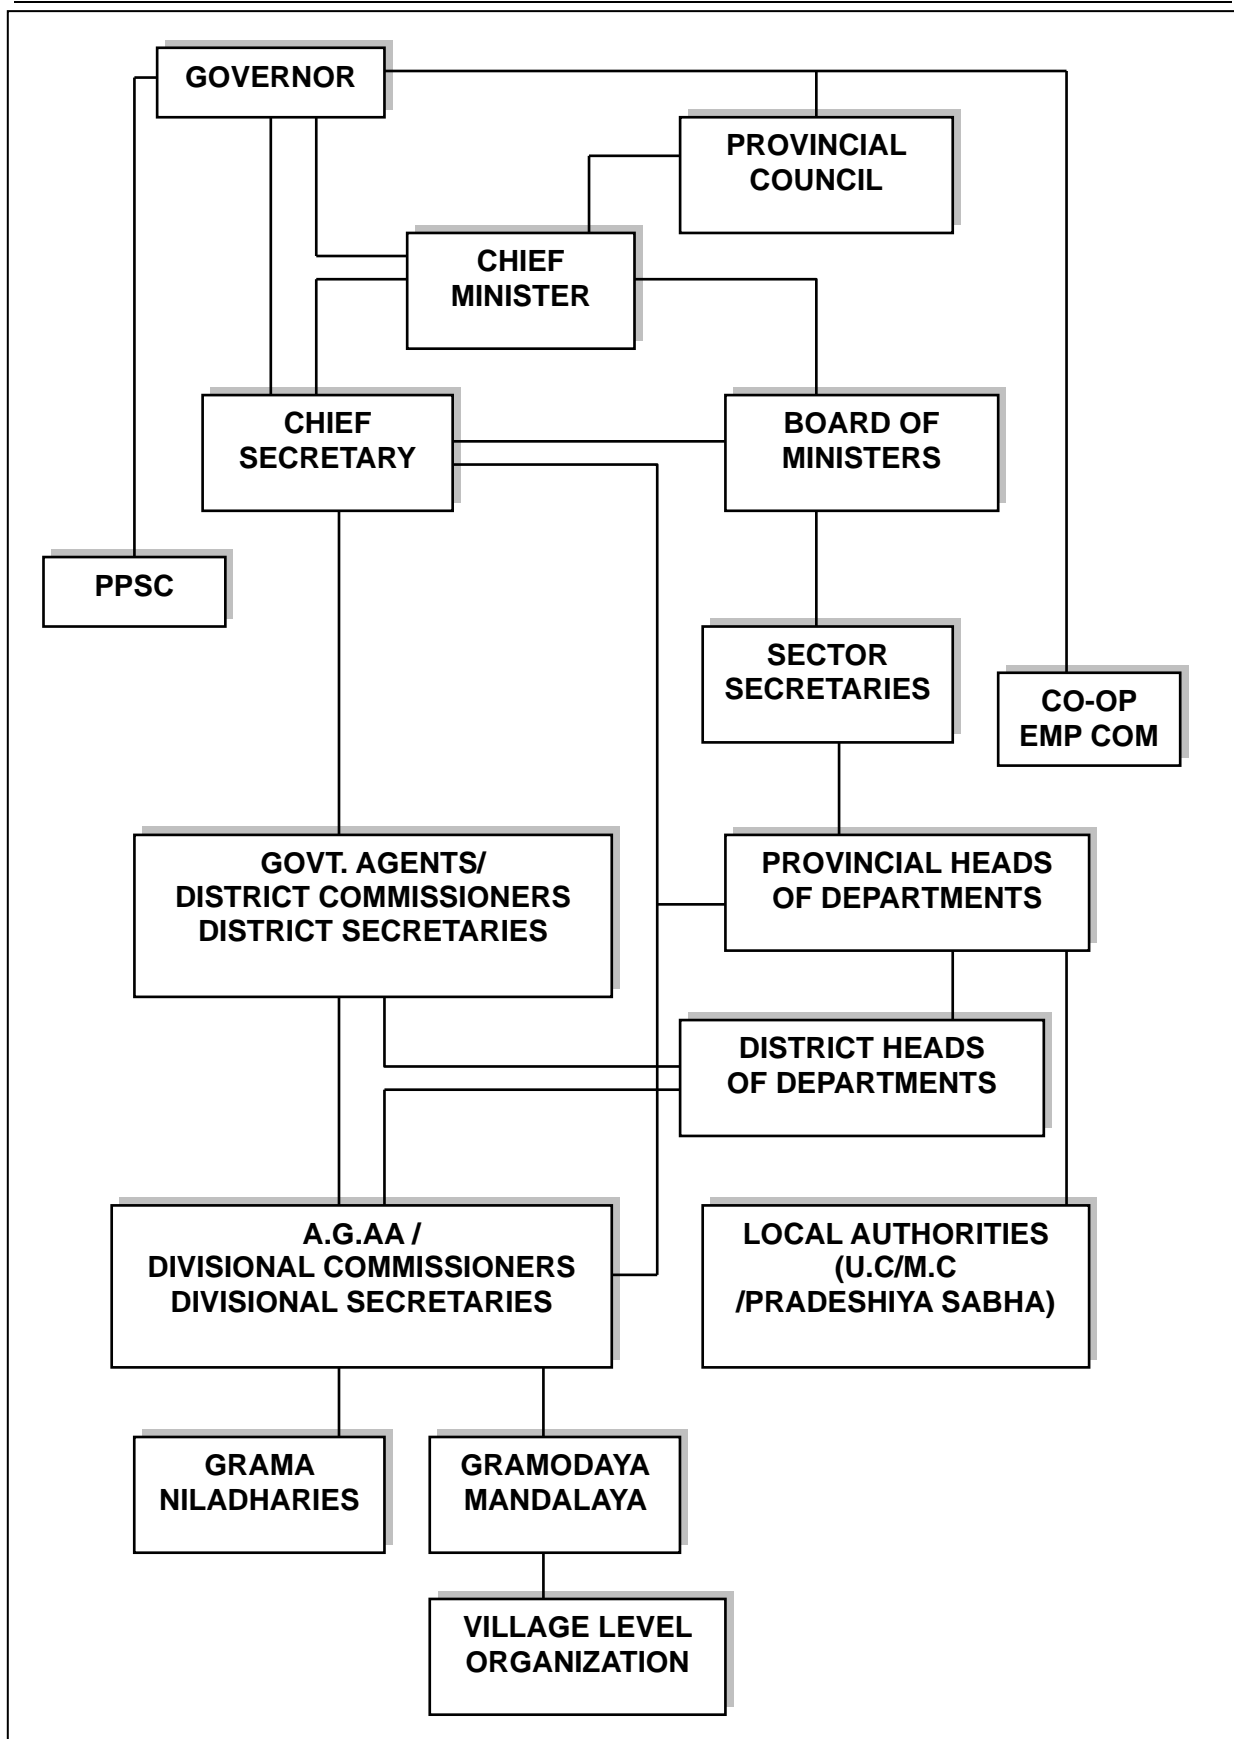 GOVERNOR
PROVINCIAL
COUNCIL
CHIEF
MINISTER
CHIEF
SECRETARY
BOARD OF
MINISTERS
PPSC
SECTOR
SECRETARIES
CO-OP
EMP COM
GOVT. AGENTS/
DISTRICT COMMISSIONERS
DISTRICT SECRETARIES
PROVINCIAL HEADS
OF DEPARTMENTS
DISTRICT HEADS
OF DEPARTMENTS
A.G.AA /
DIVISIONAL COMMISSIONERS
DIVISIONAL SECRETARIES
LOCAL AUTHORITIES
(U.C/M.C
/PRADESHIYA SABHA)
GRAMA
NILADHARIES
GRAMODAYA
MANDALAYA
VILLAGE LEVEL
ORGANIZATION